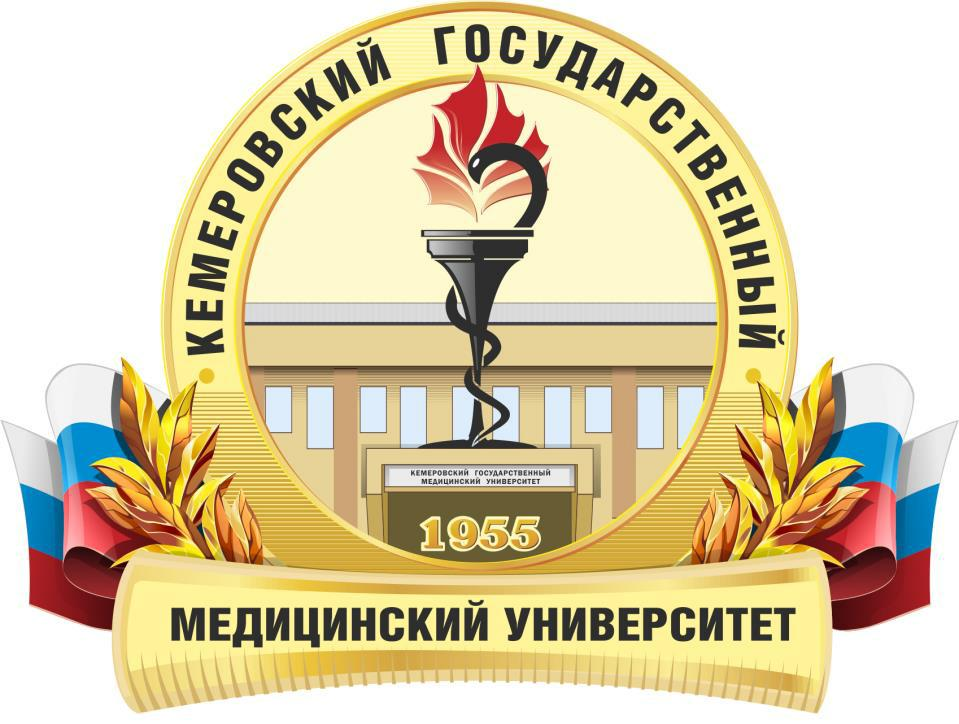 КЕМЕРОВСКИЙ ГОСУДАРСТВЕННЫЙ
КЕМЕРОВСКИЙ ГОСУДАРСТВЕННЫЙ
МЕДИЦИНСКИЙ УНИВЕРСИТЕТ
1955
МЕДИЦИНСКИЙ УНИВЕРСИТЕТ